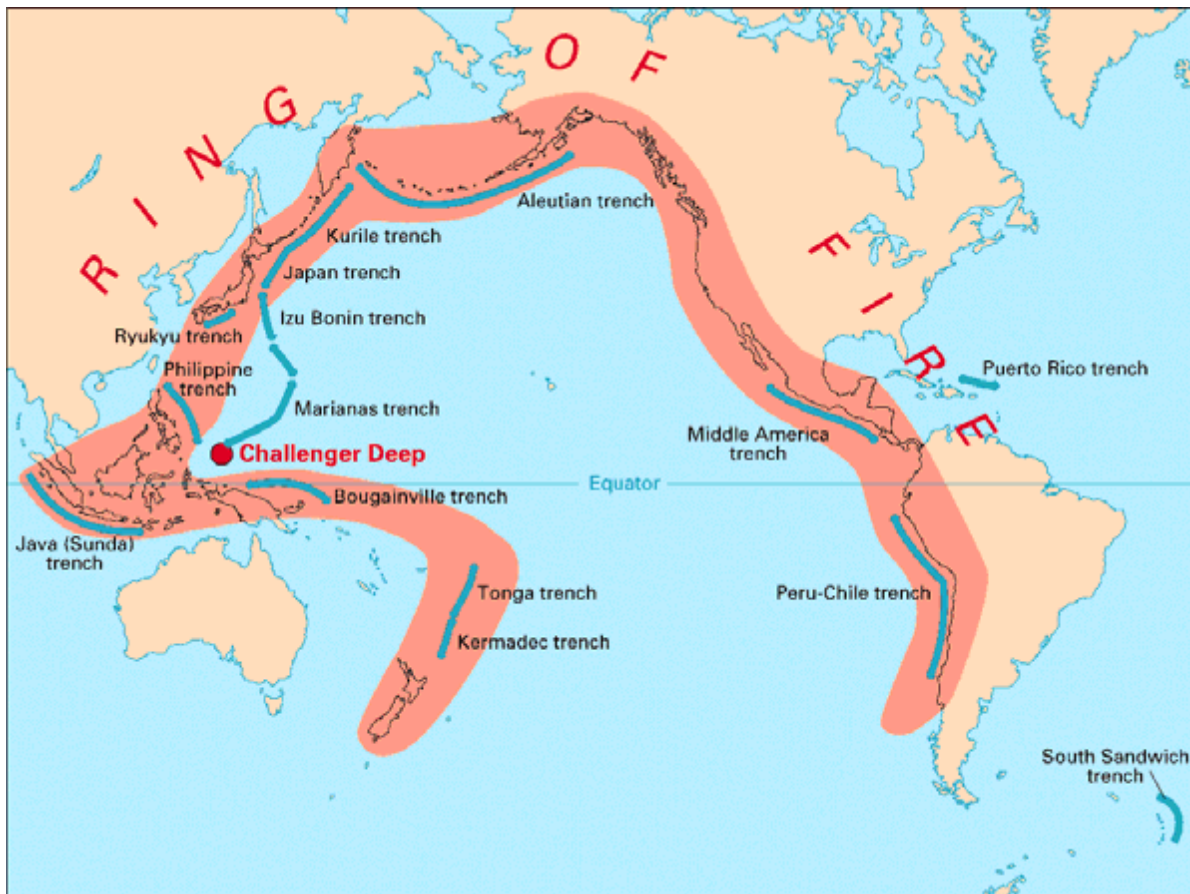 RING OF FIRE
Aleutian trench
Kurile trench
Japan trench
Izu Bonin trench
Ryukyu trench
Philippine
trench
Marianas trench
Challenger Deep
Puerto Rico trench
Middle America
trench
Equator
Bougainville trench
Java (Sunda)
trench
Tonga trench
Kermadec trench
Peru-Chile trench
South Sandwich
trench